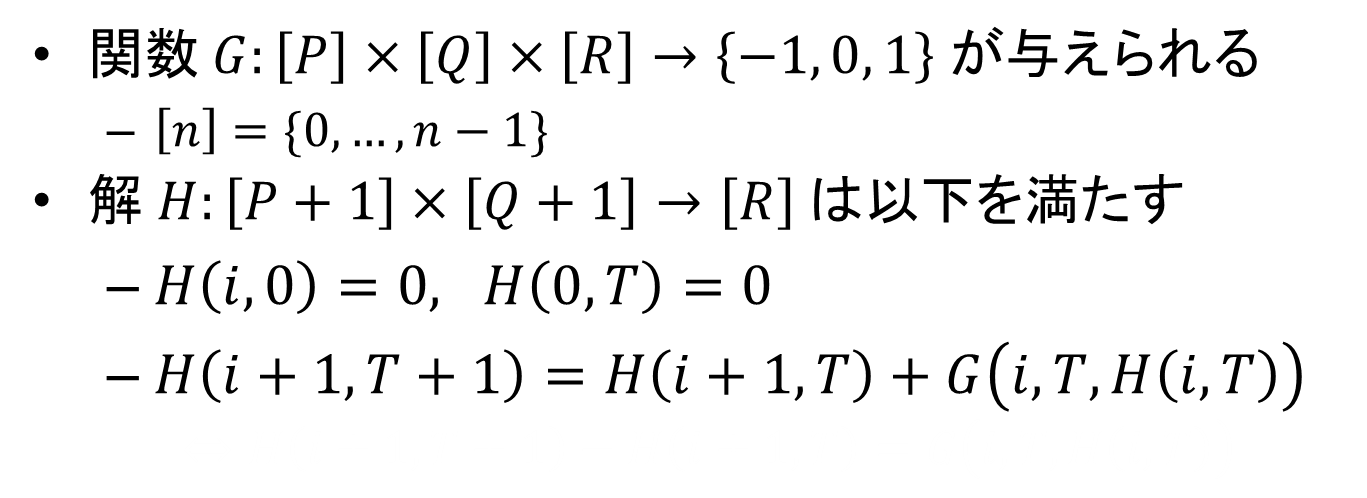 • 関数 G: [P] × [Q] × [R] → {−1, 0, 1} が与えられる
– [n] = {0, … , n − 1}
• 解 H: [P + 1] × [Q + 1] → [R] は以下を満たす
– H(i, 0) = 0, H(0, T) = 0
– H(i + 1, T + 1) = H(i + 1, T) + G(i, T, H(i, T))